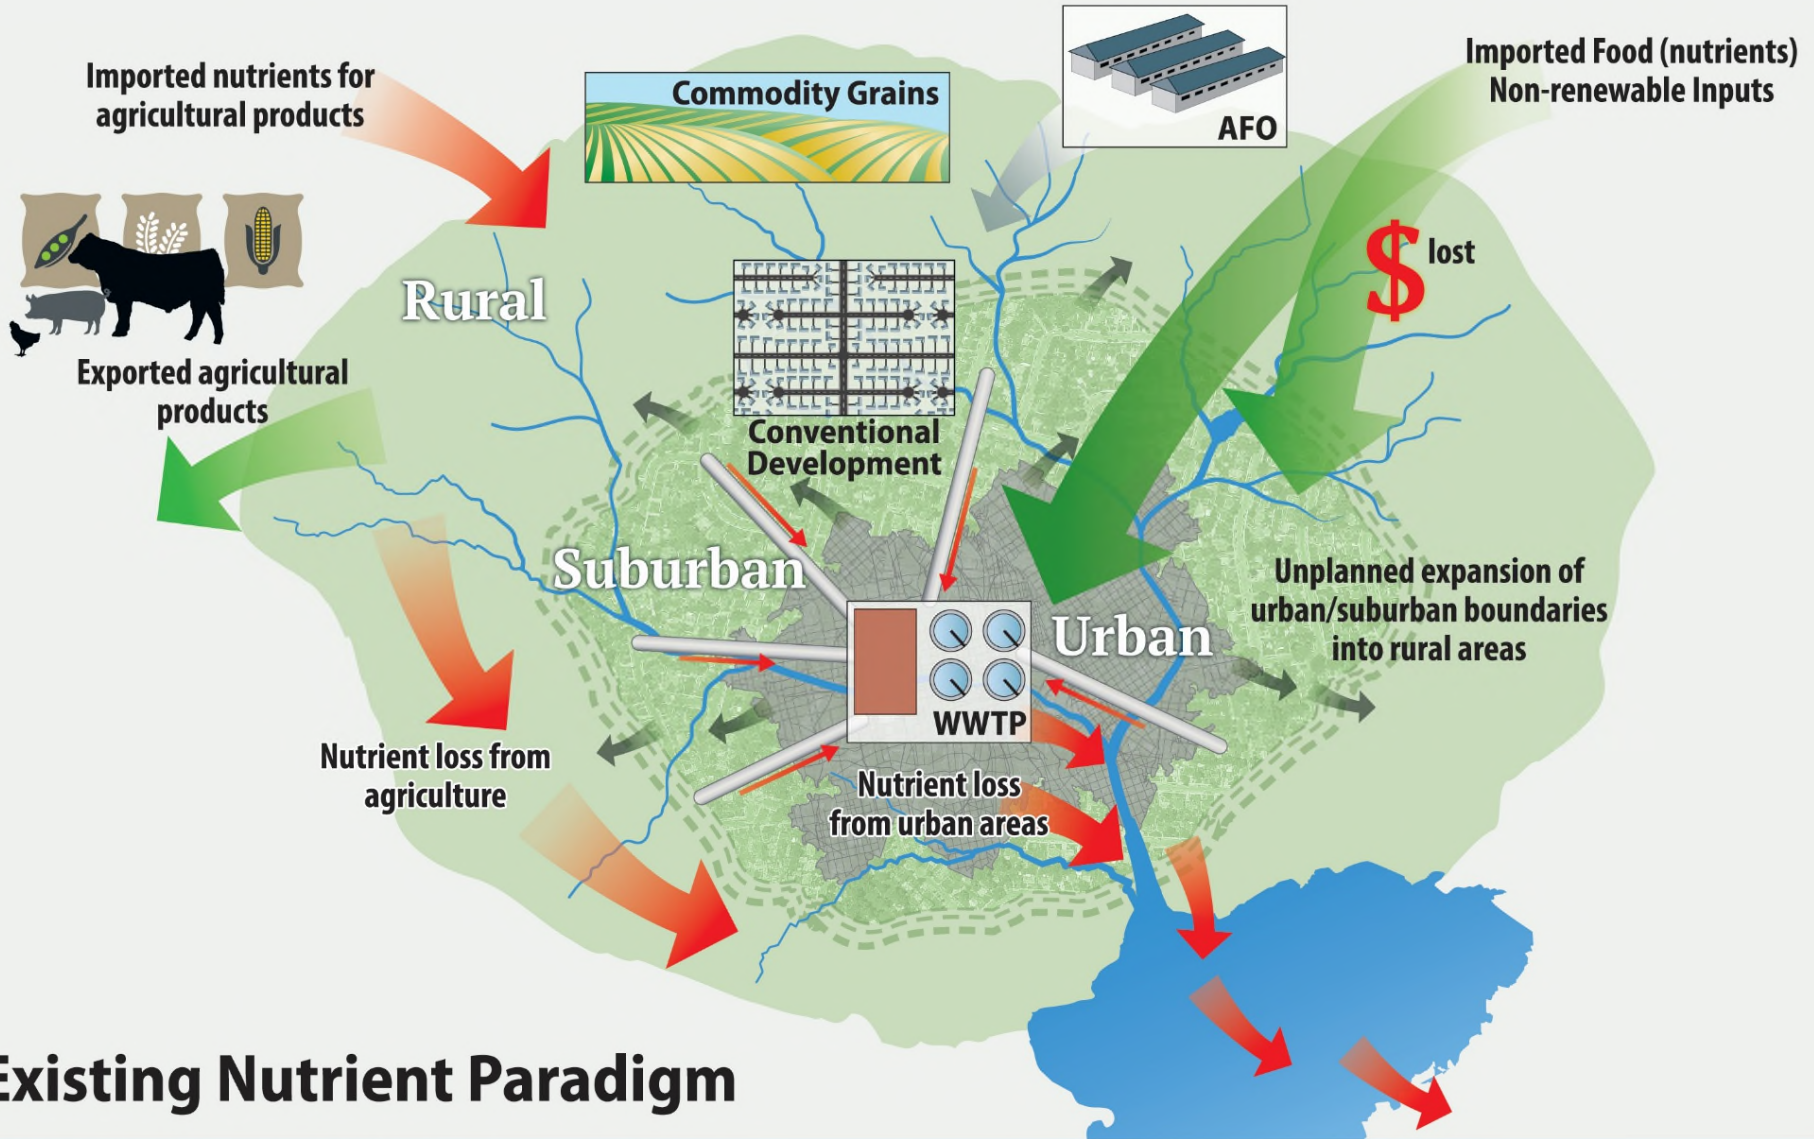 Imported nutrients for
agricultural products
Commodity Grains
AFO
Imported Food (nutrients)
Non-renewable Inputs
$ lost
Rural
Exported agricultural
products
Conventional
Development
Suburban
Urban
Unplanned expansion of
urban/suburban boundaries
into rural areas
WWTP
Nutrient loss from
agriculture
Nutrient loss
from urban areas
Existing Nutrient Paradigm